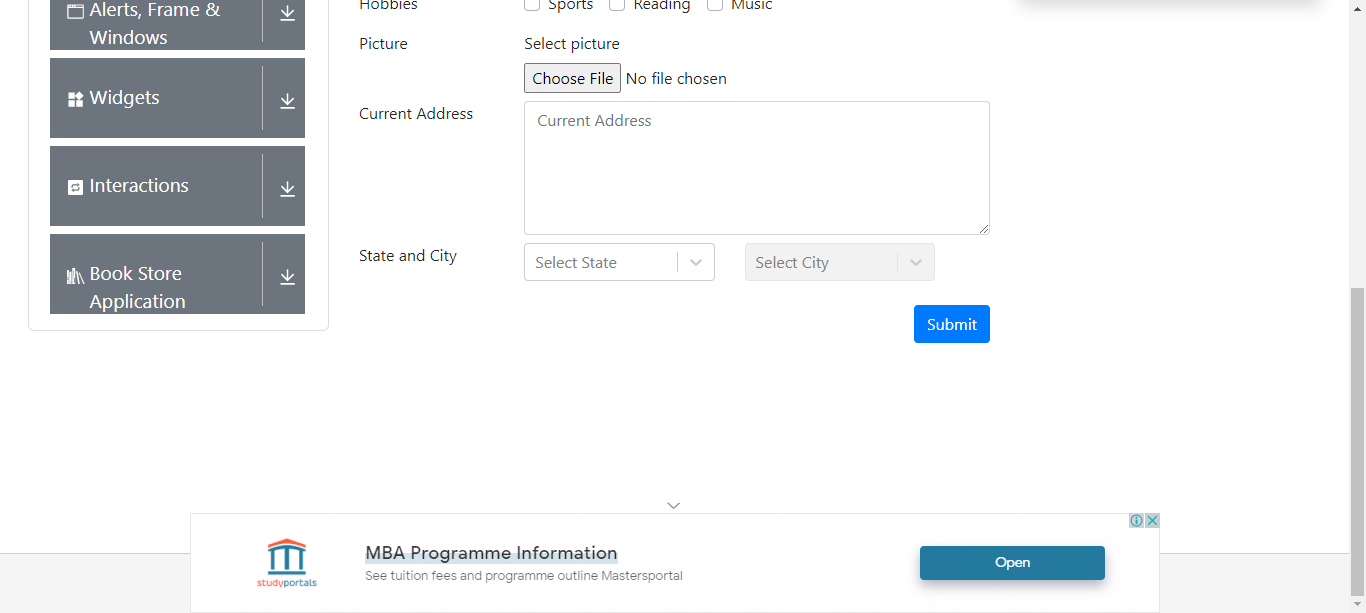 Alerts, Frame &
Windows
Widgets
Interactions
Book Store
Application
Hobbies
Sports Reading Music
Picture
Select picture
Choose File No file chosen
Current Address
Current Address
State and City
Select State
Select City
Submit
studyportals
MBA Programme Information
See tuition fees and programme outline Mastersportal
Open